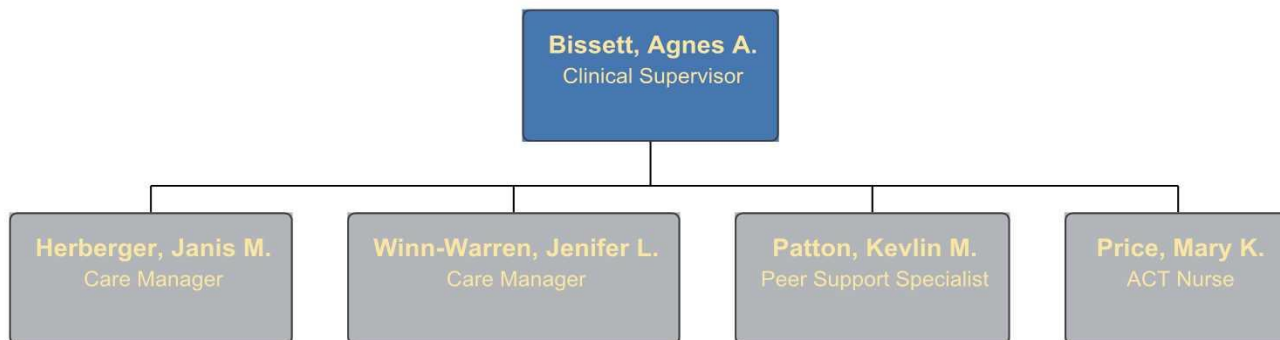 Bissett, Agnes A.
Clinical Supervisor
Herberger, Janis M.
Care Manager
Winn-Warren, Jenifer L.
Care Manager
Patton, Kevlin M.
Peer Support Specialist
Price, Mary K.
ACT Nurse